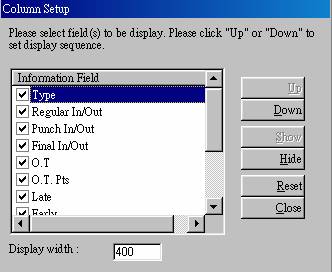 Column Setup
Please select field(s) to be display. Please click "Up" or "Down" to
set display sequence.
Information Field
Type
Regular In/Out
Punch In/Out
Final In/Out
O.T
O.T. Pts
Late
Early
Up
Down
Show
Hide
Reset
Close
Display width :
400